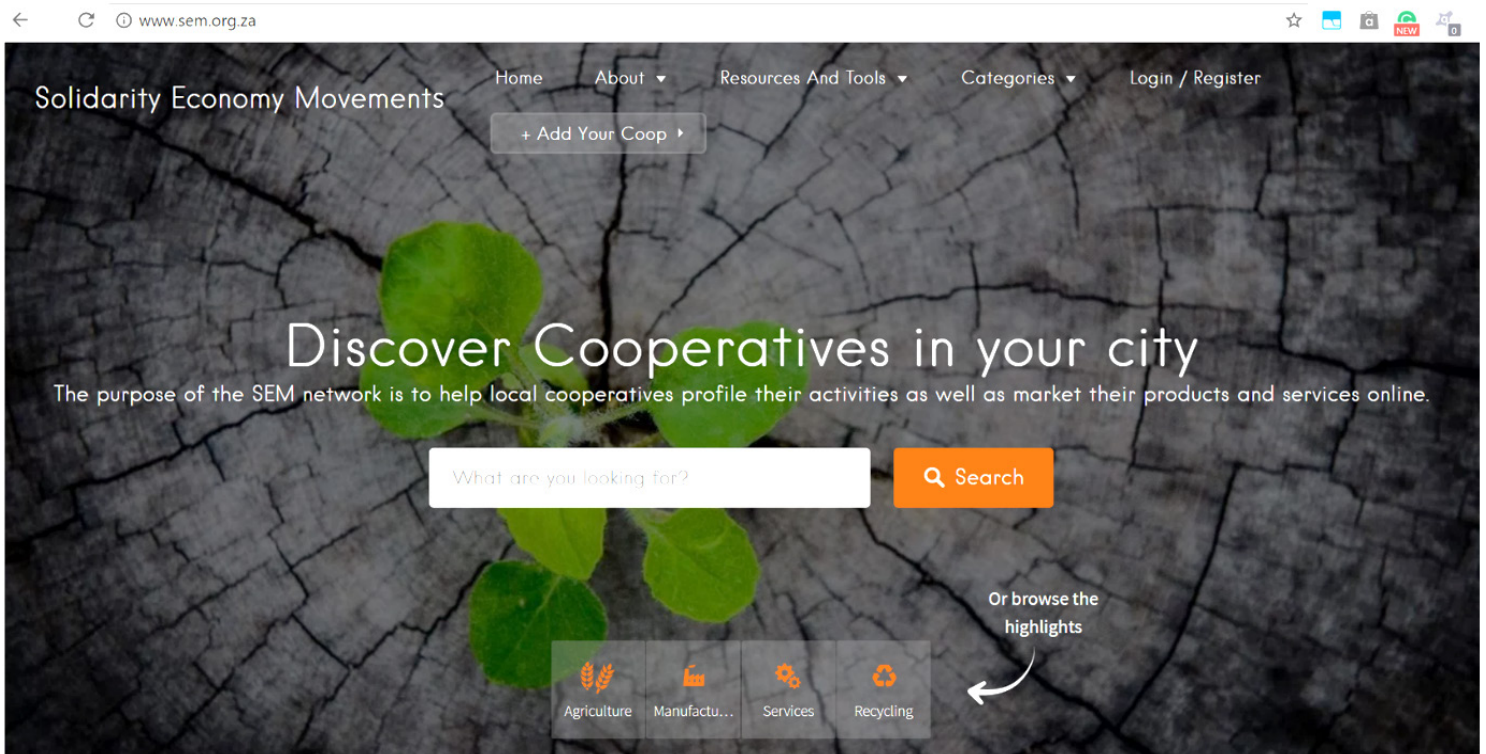 www.sem.org.za
NEW
0
Solidarity Economy Movements
Home About Resources And Tools Categories Login / Register
+ Add Your Coop
Discover Cooperatives in your city
The purpose of the SEM network is to help local cooperatives profile their activities as well as market their products and services online.
What are you looking for?
Search
Or browse the
highlights
Agriculture Manufactu... Services Recycling